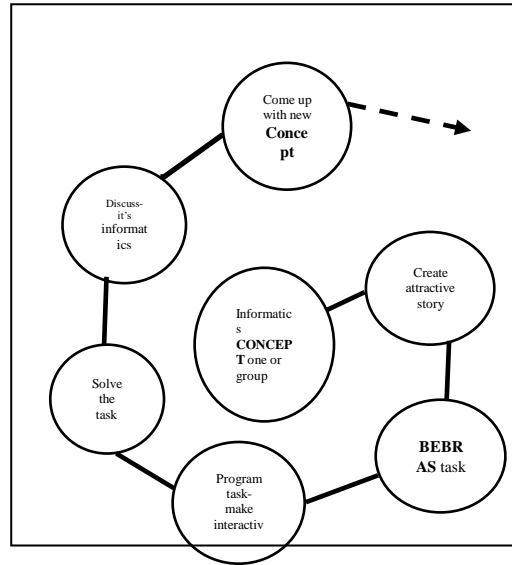 Come up
with new
Conce
pt
Discuss-
it's
informat
ics
Create
attractive
story
Informatic
s
CONCEP
T one or
group
Solve
the
task
BEBR
AS task
Program
task-
make
interactiv